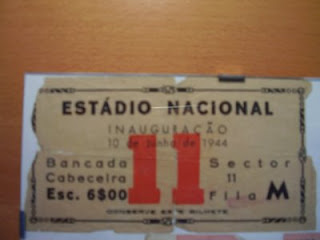 ESTÁDIO NACIONAL
INAUGURAÇÃO
10 de Junho de 1944
11
Bancada Sector
Cabeceira 11
Esc. 6$00 Fila M
CONSERVE ESTE BILHETE